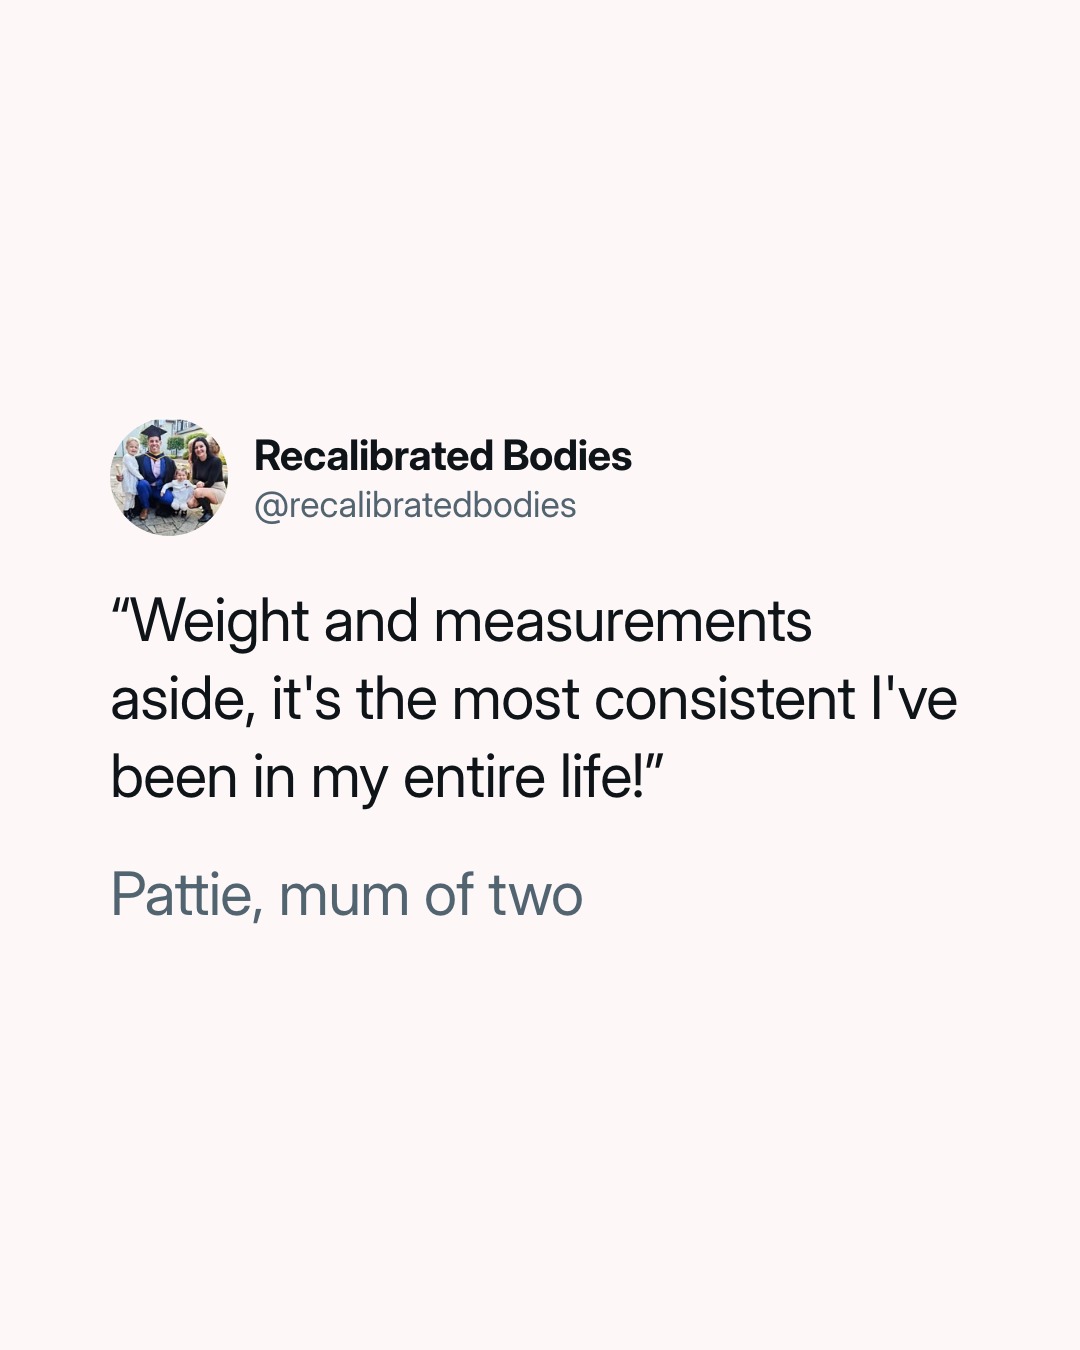 Recalibrated Bodies
@recalibratedbodies
“Weight and measurements
aside, it's the most consistent I've
been in my entire life!”
Pattie, mum of two